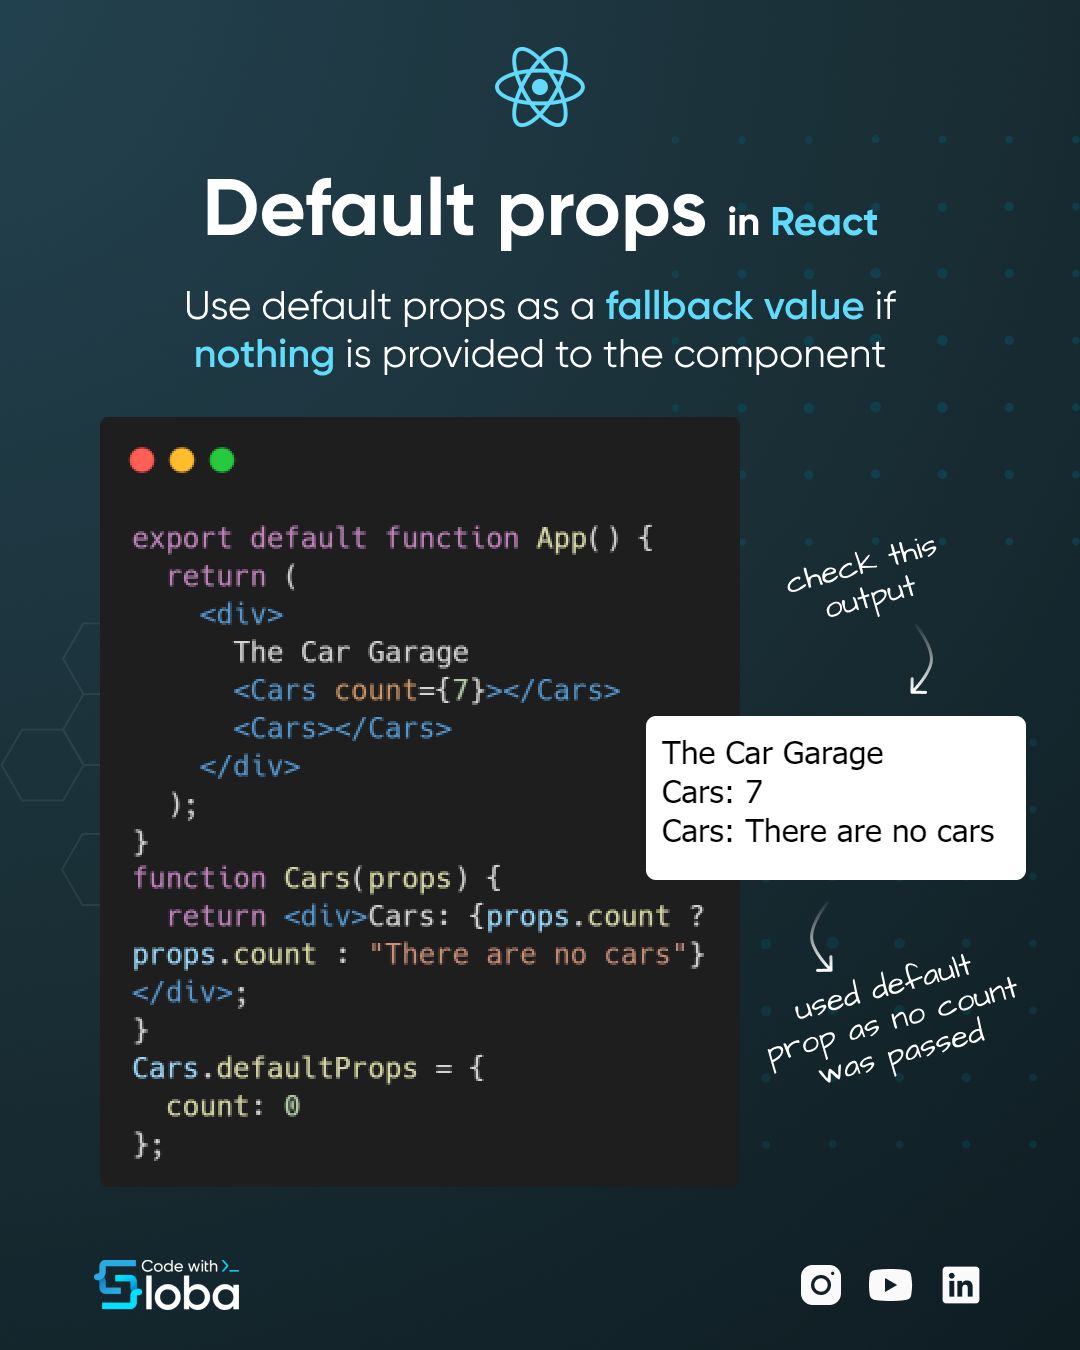 Default props in React
Use default props as a fallback value if
nothing is provided to the component
export default function App() {
  return (
    <div>
      The Car Garage
      <Cars count={7}></Cars>
      <Cars></Cars>
    </div>
  );
}
function Cars(props) {
  return <div>Cars: {props.count ?
props.count : "There are no cars"}
</div>;
}
Cars.defaultProps = {
  count: 0
};
check this
output
The Car Garage
Cars: 7
Cars: There are no cars
used default
prop as no count
was passed
Code with >_
Sloba
in